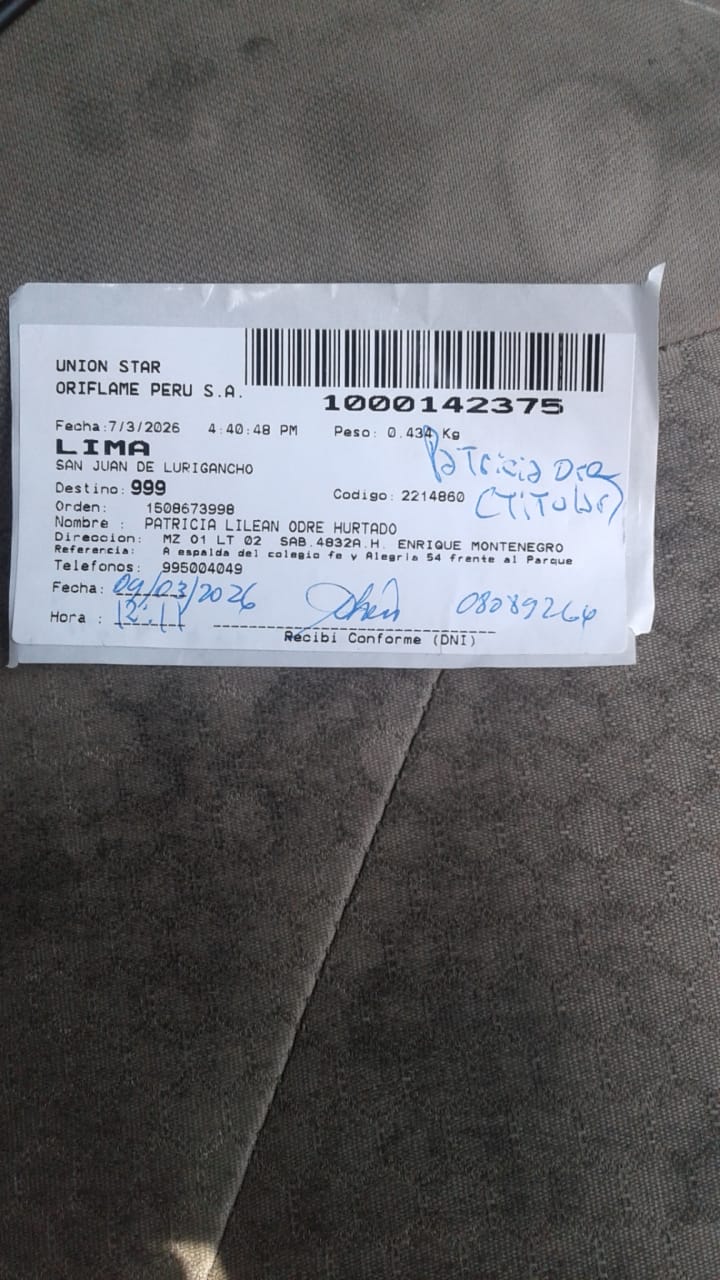 UNION STAR
ORIFLAME PERU S.A.
1000142375
Fecha:7/3/2026 4:40:48 PM Peso: 0.434 Kg
LIMA
Patricia Odre
SAN JUAN DE LURIGANCHO
(Titular)
Destino: 999 Codigo: 2214860
Orden: 1508673998
Nombre : PATRICIA LILEAN ODRE HURTADO
Direccion: MZ 01 LT 02 SAB.4832A.H. ENRIQUE MONTENEGRO
Referencia: A espalda del colegio fe y Alegria 54 frente al Parque
Telefonos: 995004049
Fecha: 09/03/2026 08089264
Hora : 12:11
Recibi Conforme (DNI)